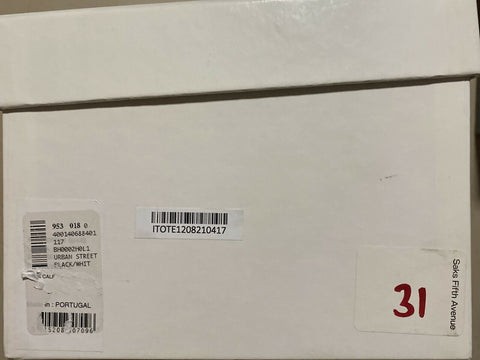 ITOTE1208210417
953 018 0
400140688401
117
BH0002H0L1
URBAN STREET
BLACK/WHIT
CALF
: PORTUGAL
Saks Fifth Avenue
31